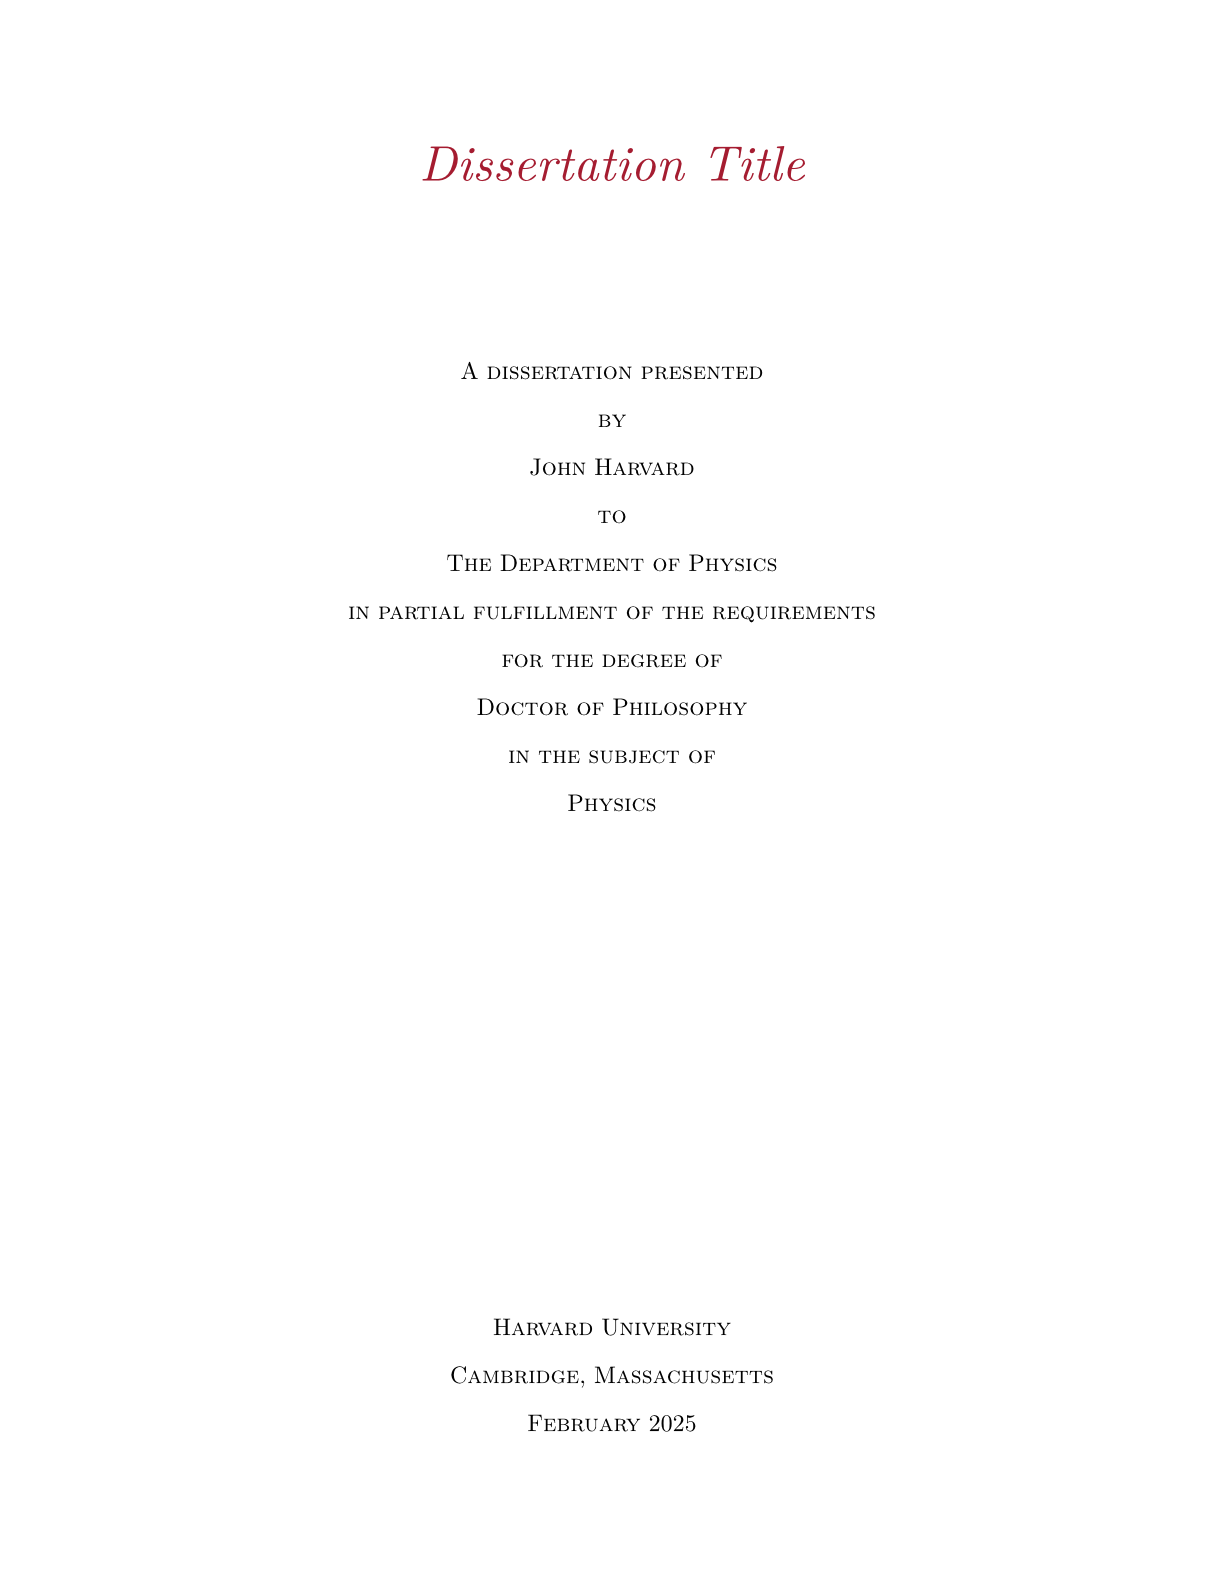 Dissertation Title
A dissertation presented
by
John Harvard
to
The Department of Physics
in partial fulfillment of the requirements
for the degree of
Doctor of Philosophy
in the subject of
Physics
Harvard University
Cambridge, Massachusetts
February 2025